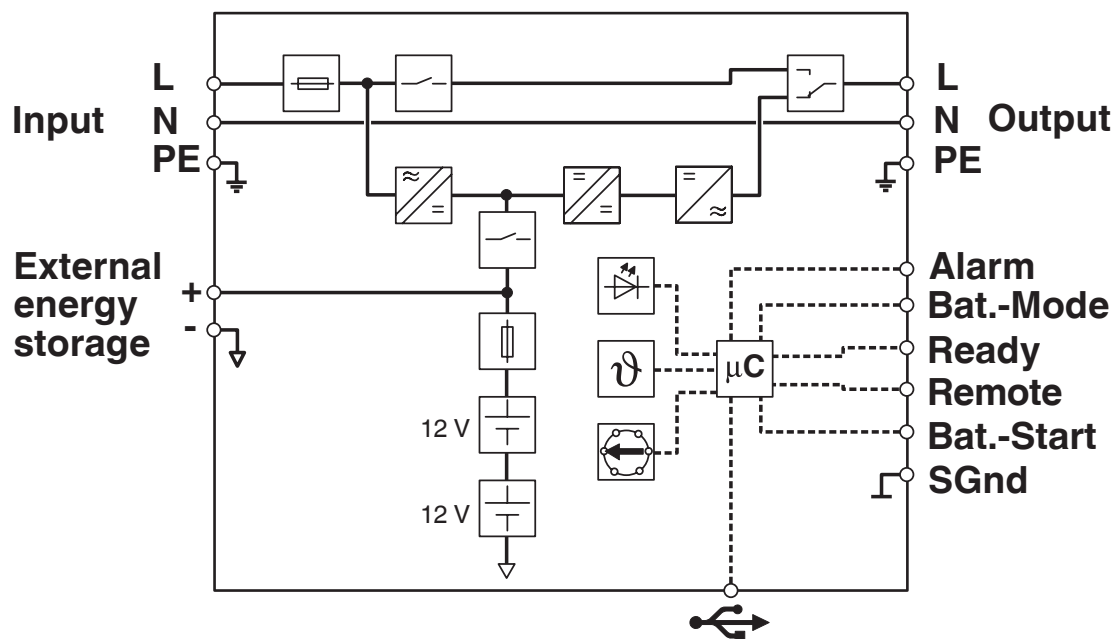 L
Input N
PE
L
N Output
PE
≈
=
=
=
=
≈
External
energy
storage
+
-
12 V
12 V
ϑ
μC
Alarm
Bat.-Mode
Ready
Remote
Bat.-Start
SGnd